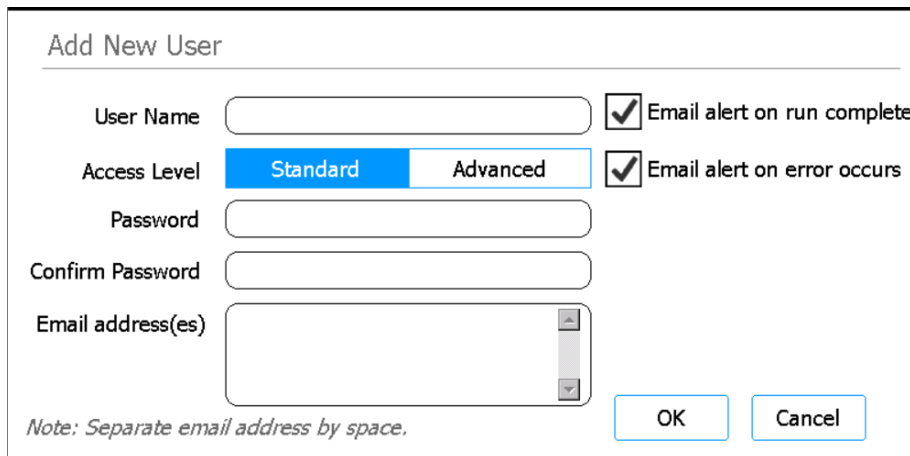 Add New User
User Name
Email alert on run complete
Access Level
Standard
Advanced
Email alert on error occurs
Password
Confirm Password
Email address(es)
Note: Separate email address by space.
OK
Cancel